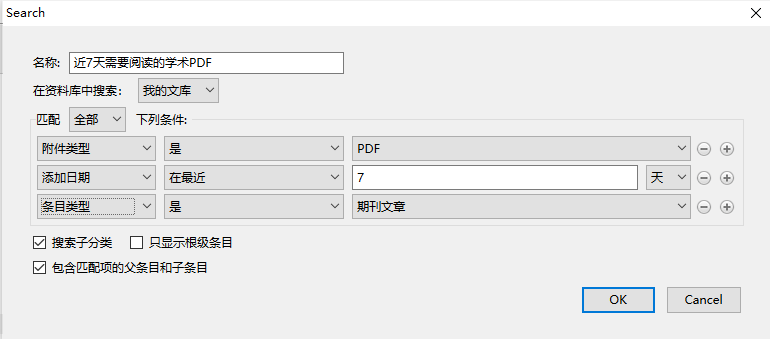 Search
名称: 近7天需要阅读的学术PDF
在资料库中搜索： 我的文库
匹配 全部 下列条件:
附件类型 是 PDF
添加日期 在最近 7 天
条目类型 是 期刊文章
搜索子分类 只显示根级条目
包含匹配项的父条目和子条目
OK Cancel